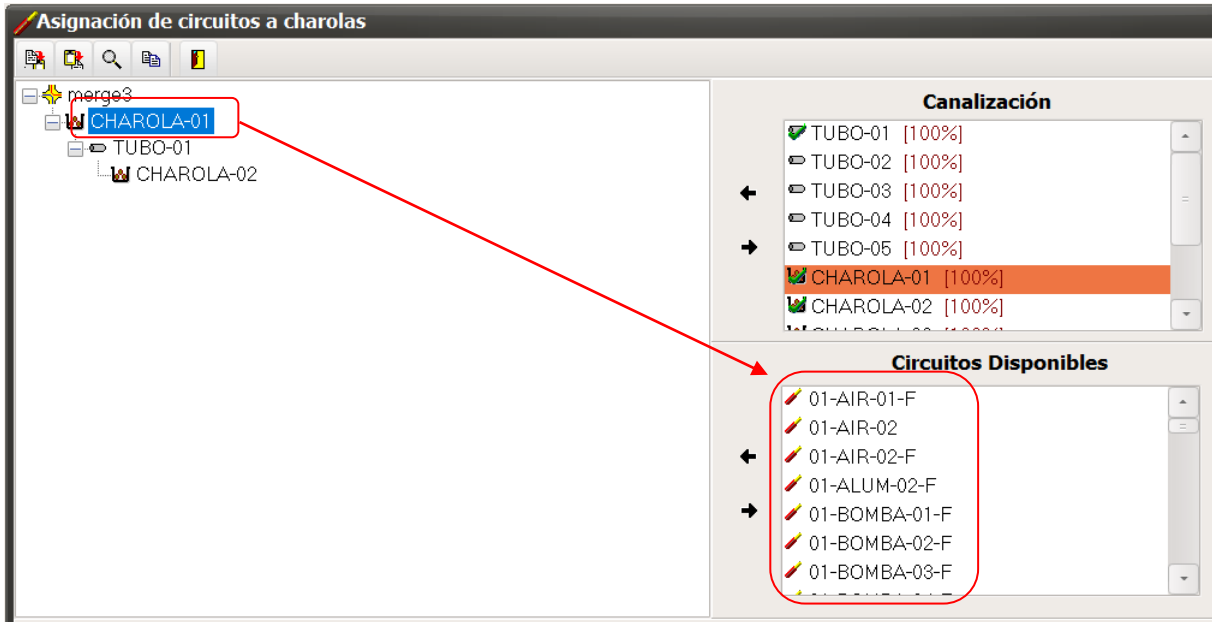 Asignación de circuitos a charolas
merge3
CHAROLA-01
TUBO-01
CHAROLA-02
Canalización
TUBO-01 [100%]
TUBO-02 [100%]
TUBO-03 [100%]
TUBO-04 [100%]
TUBO-05 [100%]
CHAROLA-01 [100%]
CHAROLA-02 [100%]
Circuitos Disponibles
01-AIR-01-F
01-AIR-02
01-AIR-02-F
01-ALUM-02-F
01-BOMBA-01-F
01-BOMBA-02-F
01-BOMBA-03-F